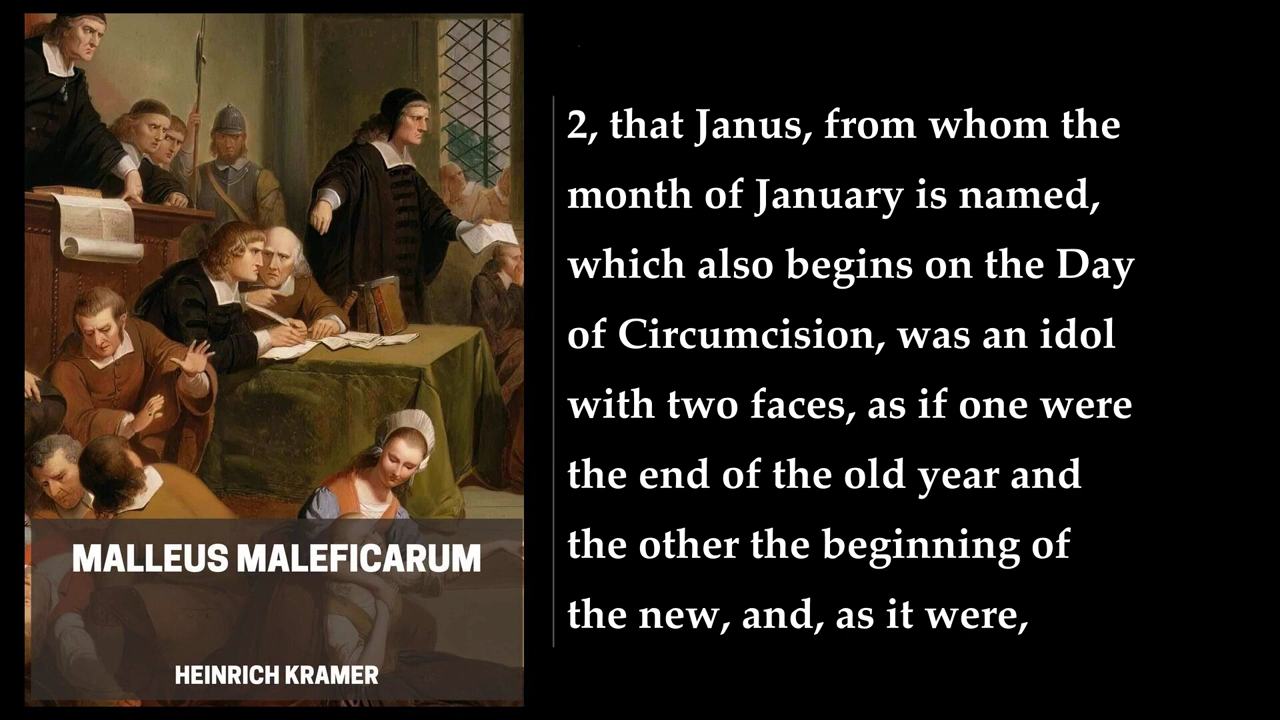 MALLEUS MALEFICARUM
HEINRICH KRAMER
2, that Janus, from whom the
month of January is named,
which also begins on the Day
of Circumcision, was an idol
with two faces, as if one were
the end of the old year and
the other the beginning of
the new, and, as it were,